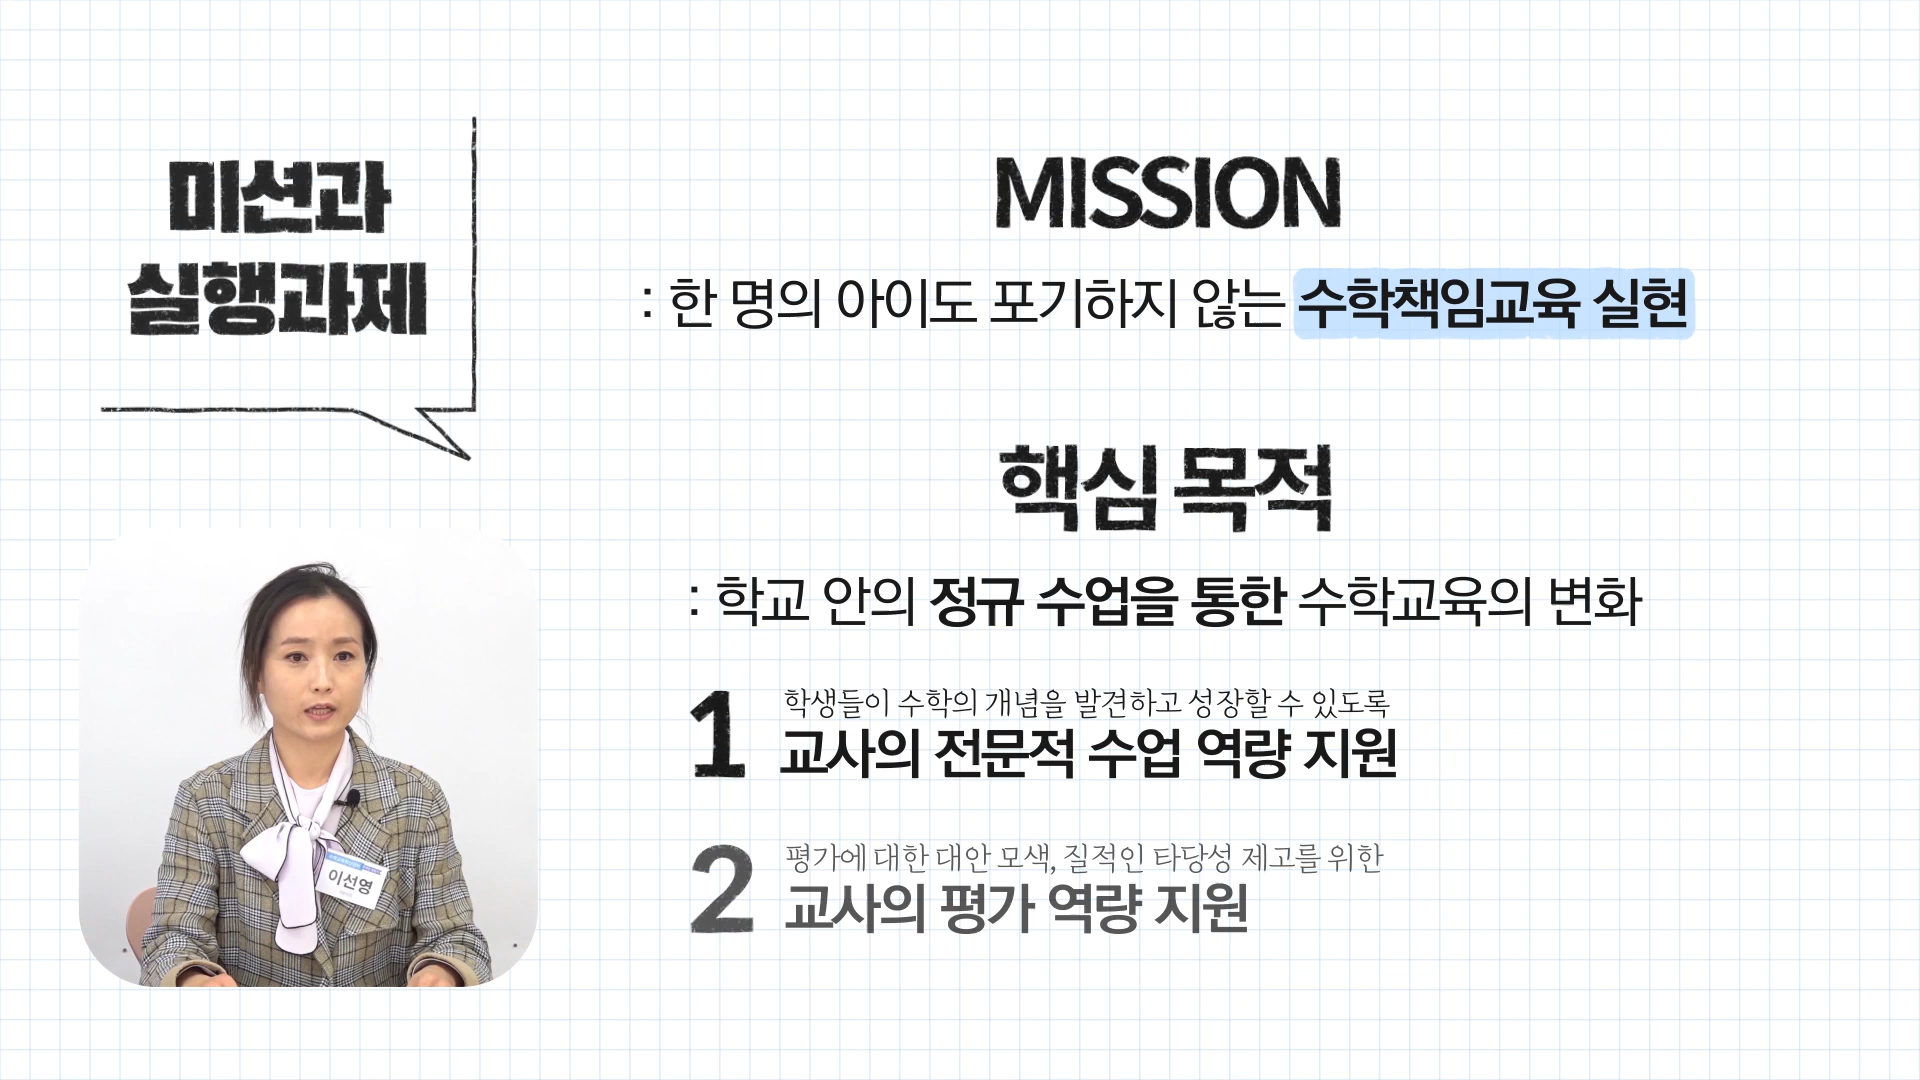 미션과
실행과제
MISSION
: 한 명의 아이도 포기하지 않는 수학책임교육 실현
핵심 목적
: 학교 안의 정규 수업을 통한 수학교육의 변화
1 학생들이 수학의 개념을 발견하고 성장할 수 있도록
교사의 전문적 수업 역량 지원
2 평가에 대한 대안 모색, 질적인 타당성 제고를 위한
교사의 평가 역량 지원
이선영